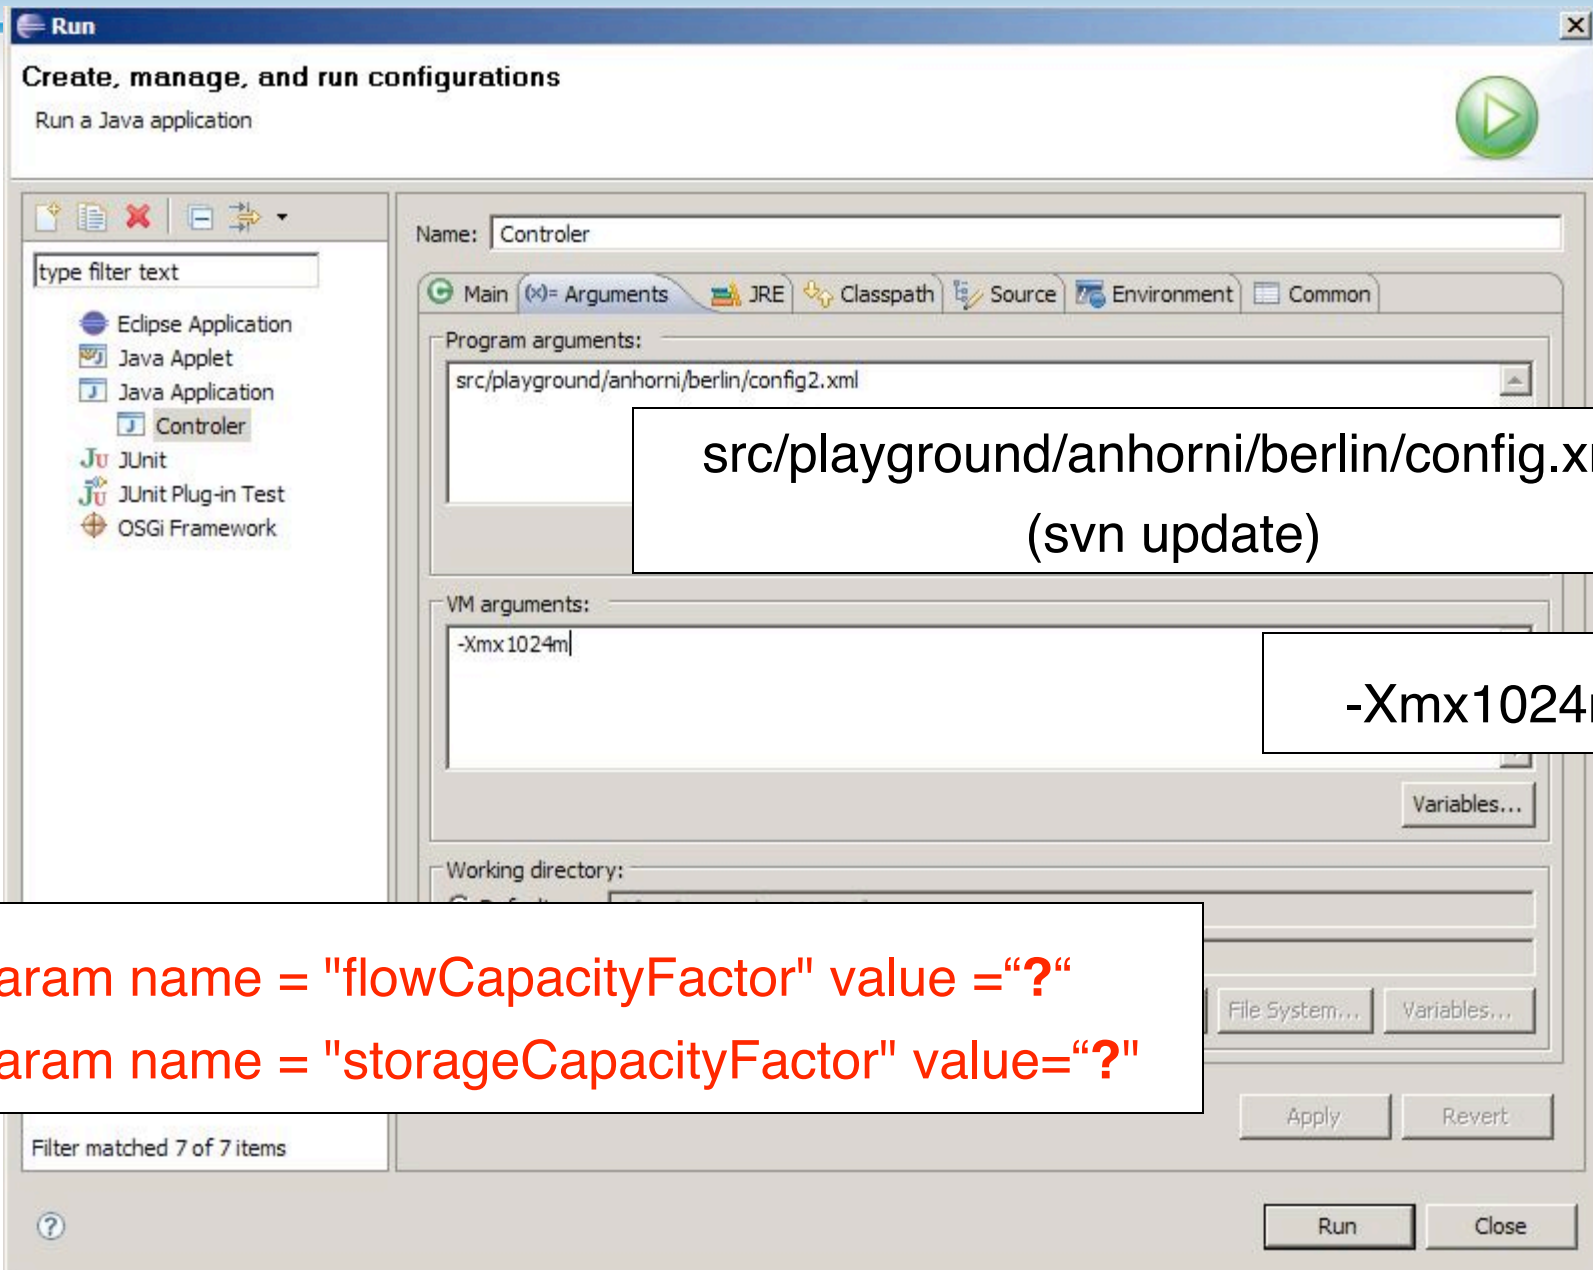 Run
Create, manage, and run configurations
Run a Java application
type filter text
Eclipse Application
Java Applet
Java Application
Controler
JUnit
JUnit Plug-in Test
OSGi Framework
Filter matched 7 of 7 items
Name: Controler
Main (x)= Arguments JRE Classpath Source Environment Common
Program arguments:
src/playground/anhorni/berlin/config2.xml
src/playground/anhorni/berlin/config.x
(svn update)
VM arguments:
-Xmx1024m
-Xmx1024
Variables...
Working directory:
aram name = "flowCapacityFactor" value =“?“
aram name = "storageCapacityFactor" value=“?"
File System... Variables...
Apply Revert
Run Close